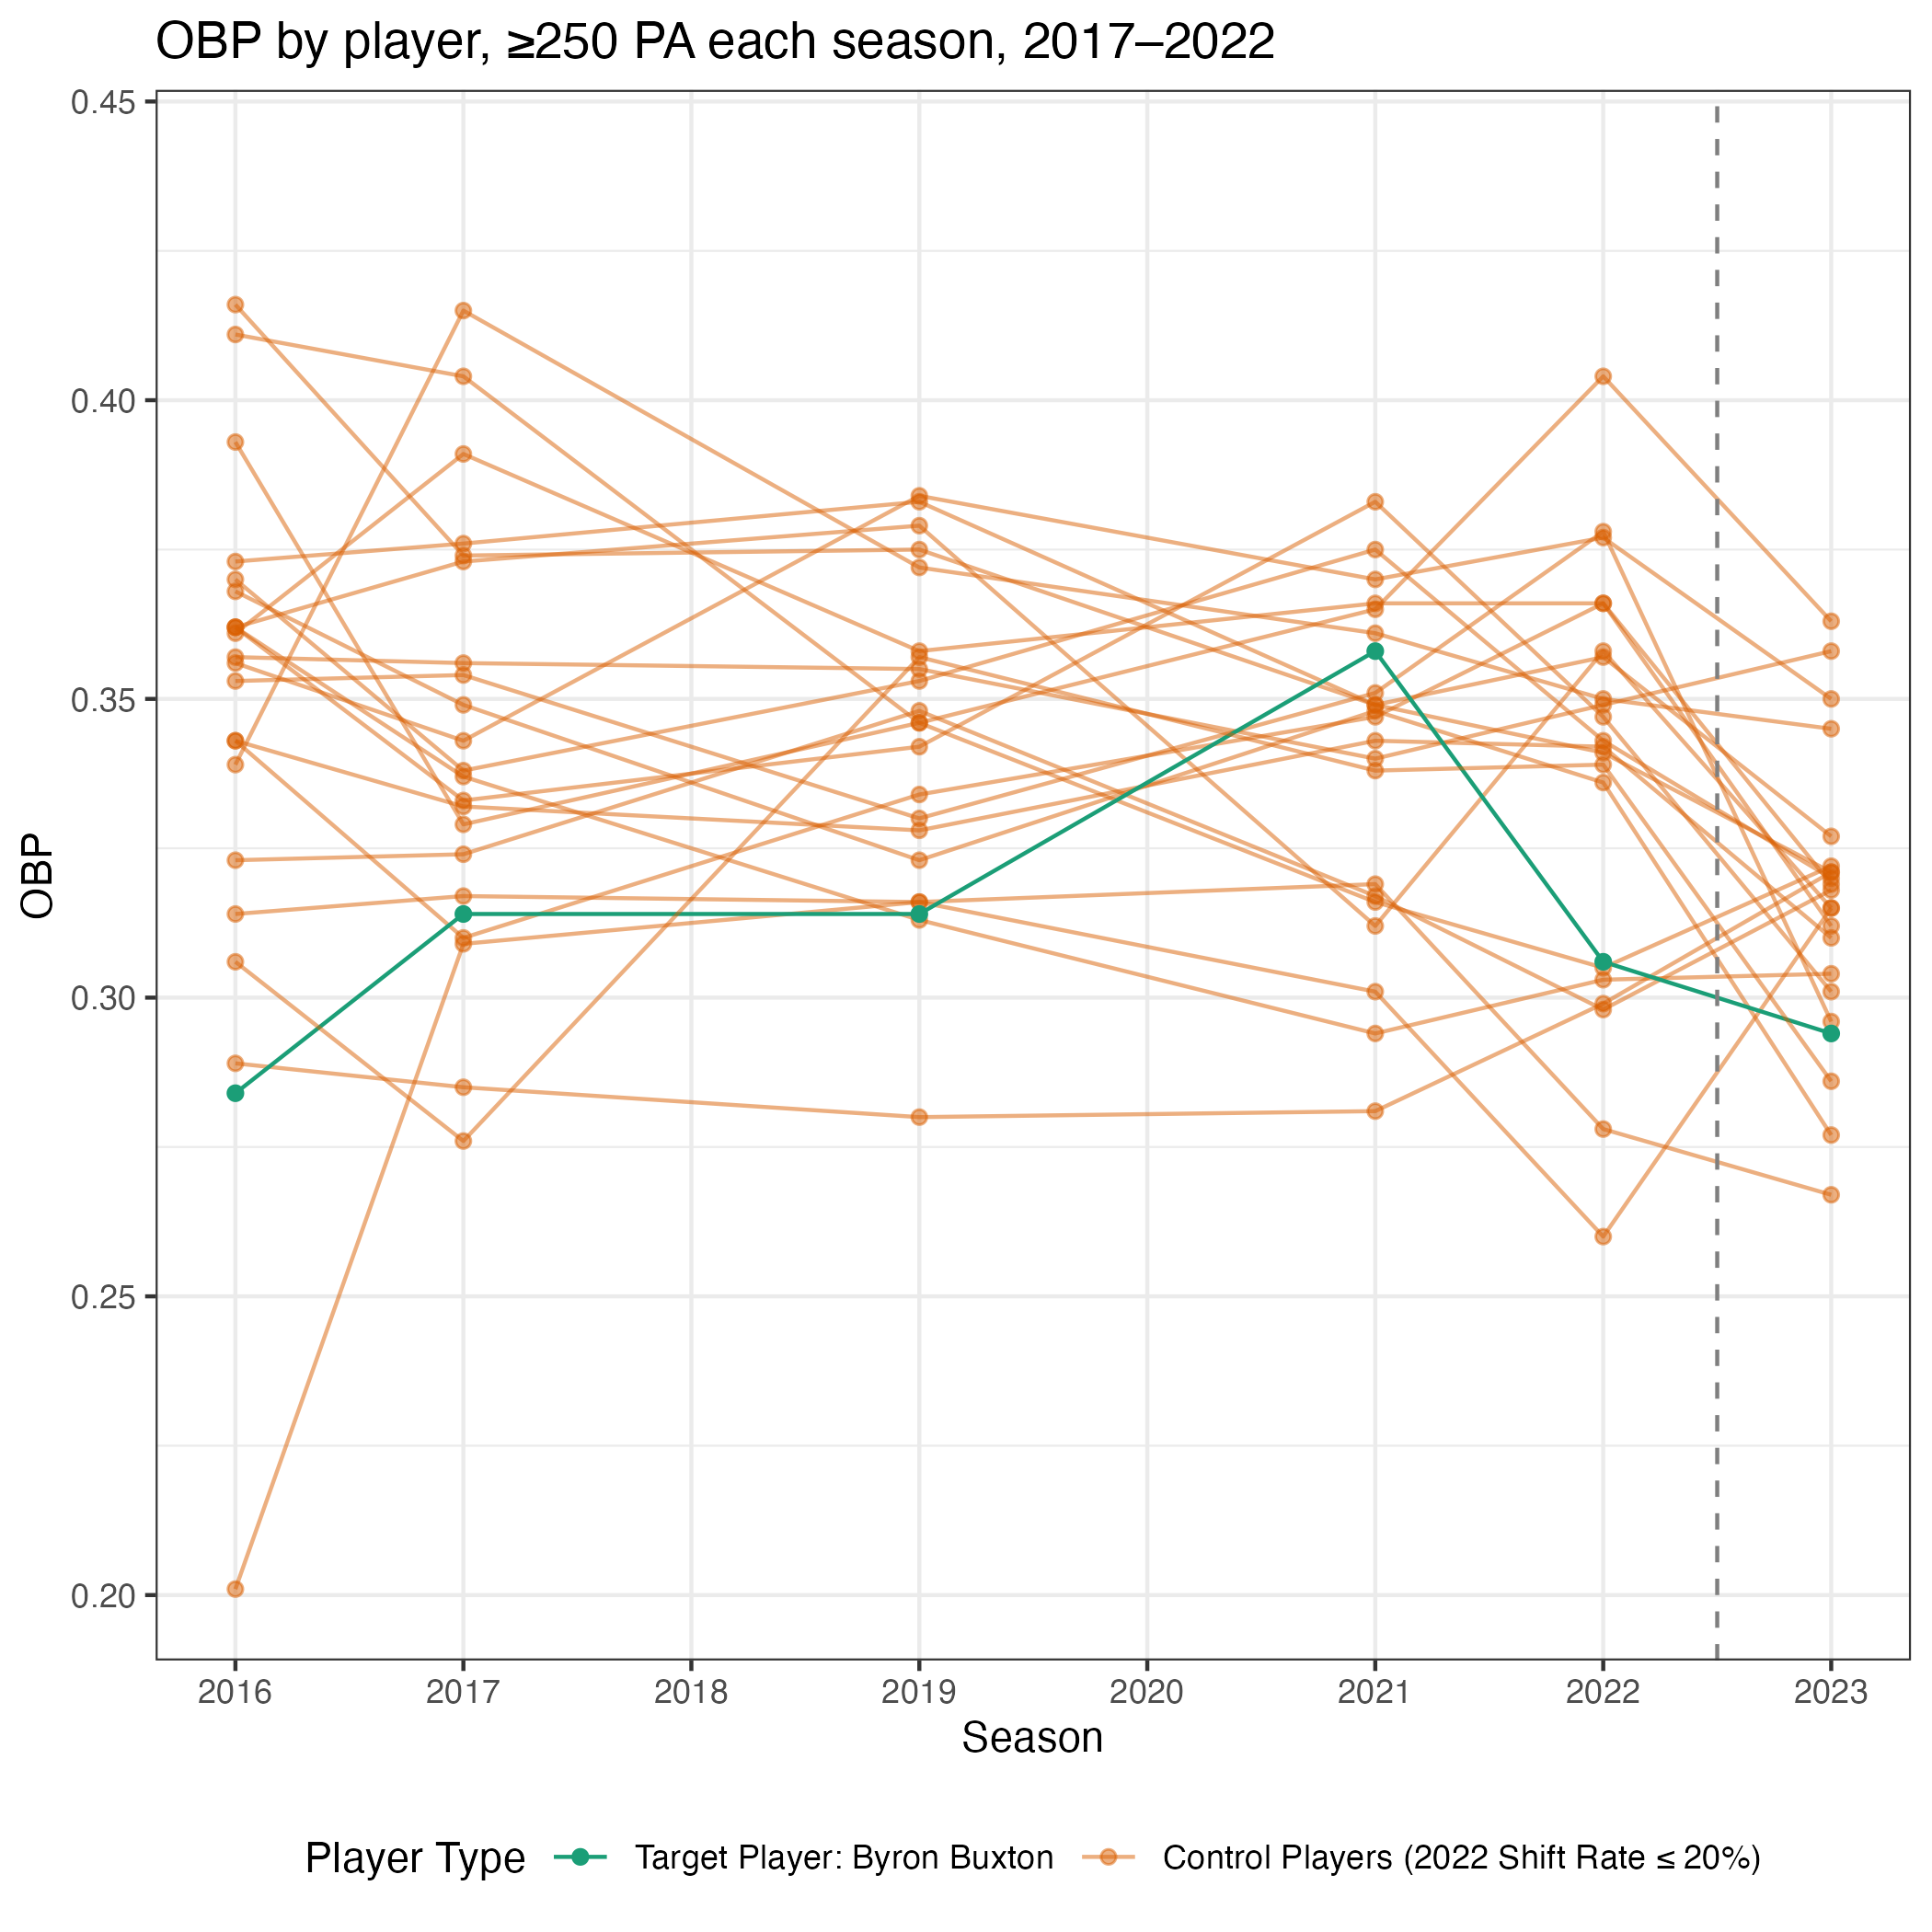 OBP by player, ≥250 PA each season, 2017–2022
OBP
0.45
0.40
0.35
0.30
0.25
0.20
2016 2017 2018 2019 2020 2021 2022 2023
Season
Player Type Target Player: Byron Buxton Control Players (2022 Shift Rate ≤ 20%)